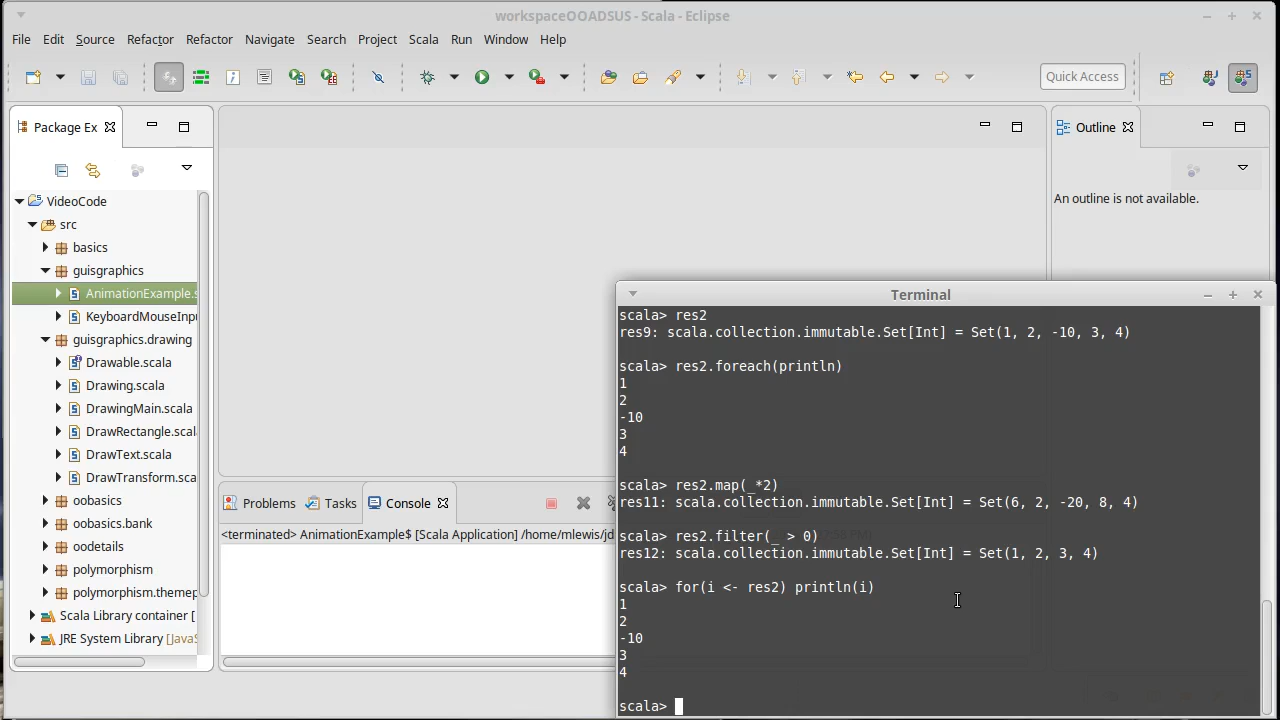 workspaceOOADSUS - Scala - Eclipse
File Edit Source Refactor Refactor Navigate Search Project Scala Run Window Help
Quick Access
Package Ex
Outline
An outline is not available.
VideoCode
src
basics
guisgraphics
AnimationExample.s
KeyboardMouseInpu
guisgraphics.drawing
Drawable.scala
Drawing.scala
DrawingMain.scala
DrawRectangle.scal
DrawText.scala
DrawTransform.sca
oobasics
oobasics.bank
oodetails
polymorphism
polymorphism.themep
Scala Library container [
JRE System Library [JavaS
Problems Tasks Console
<terminated> AnimationExample$ [Scala Application] /home/mlewis/jd
Terminal
scala> res2
res9: scala.collection.immutable.Set[Int] = Set(1, 2, -10, 3, 4)
scala> res2.foreach(println)
1
2
-10
3
4
scala> res2.map(_*2)
res11: scala.collection.immutable.Set[Int] = Set(6, 2, -20, 8, 4)
scala> res2.filter(_ > 0)
res12: scala.collection.immutable.Set[Int] = Set(1, 2, 3, 4)
scala> for(i <- res2) println(i)
1
2
-10
3
4
scala>